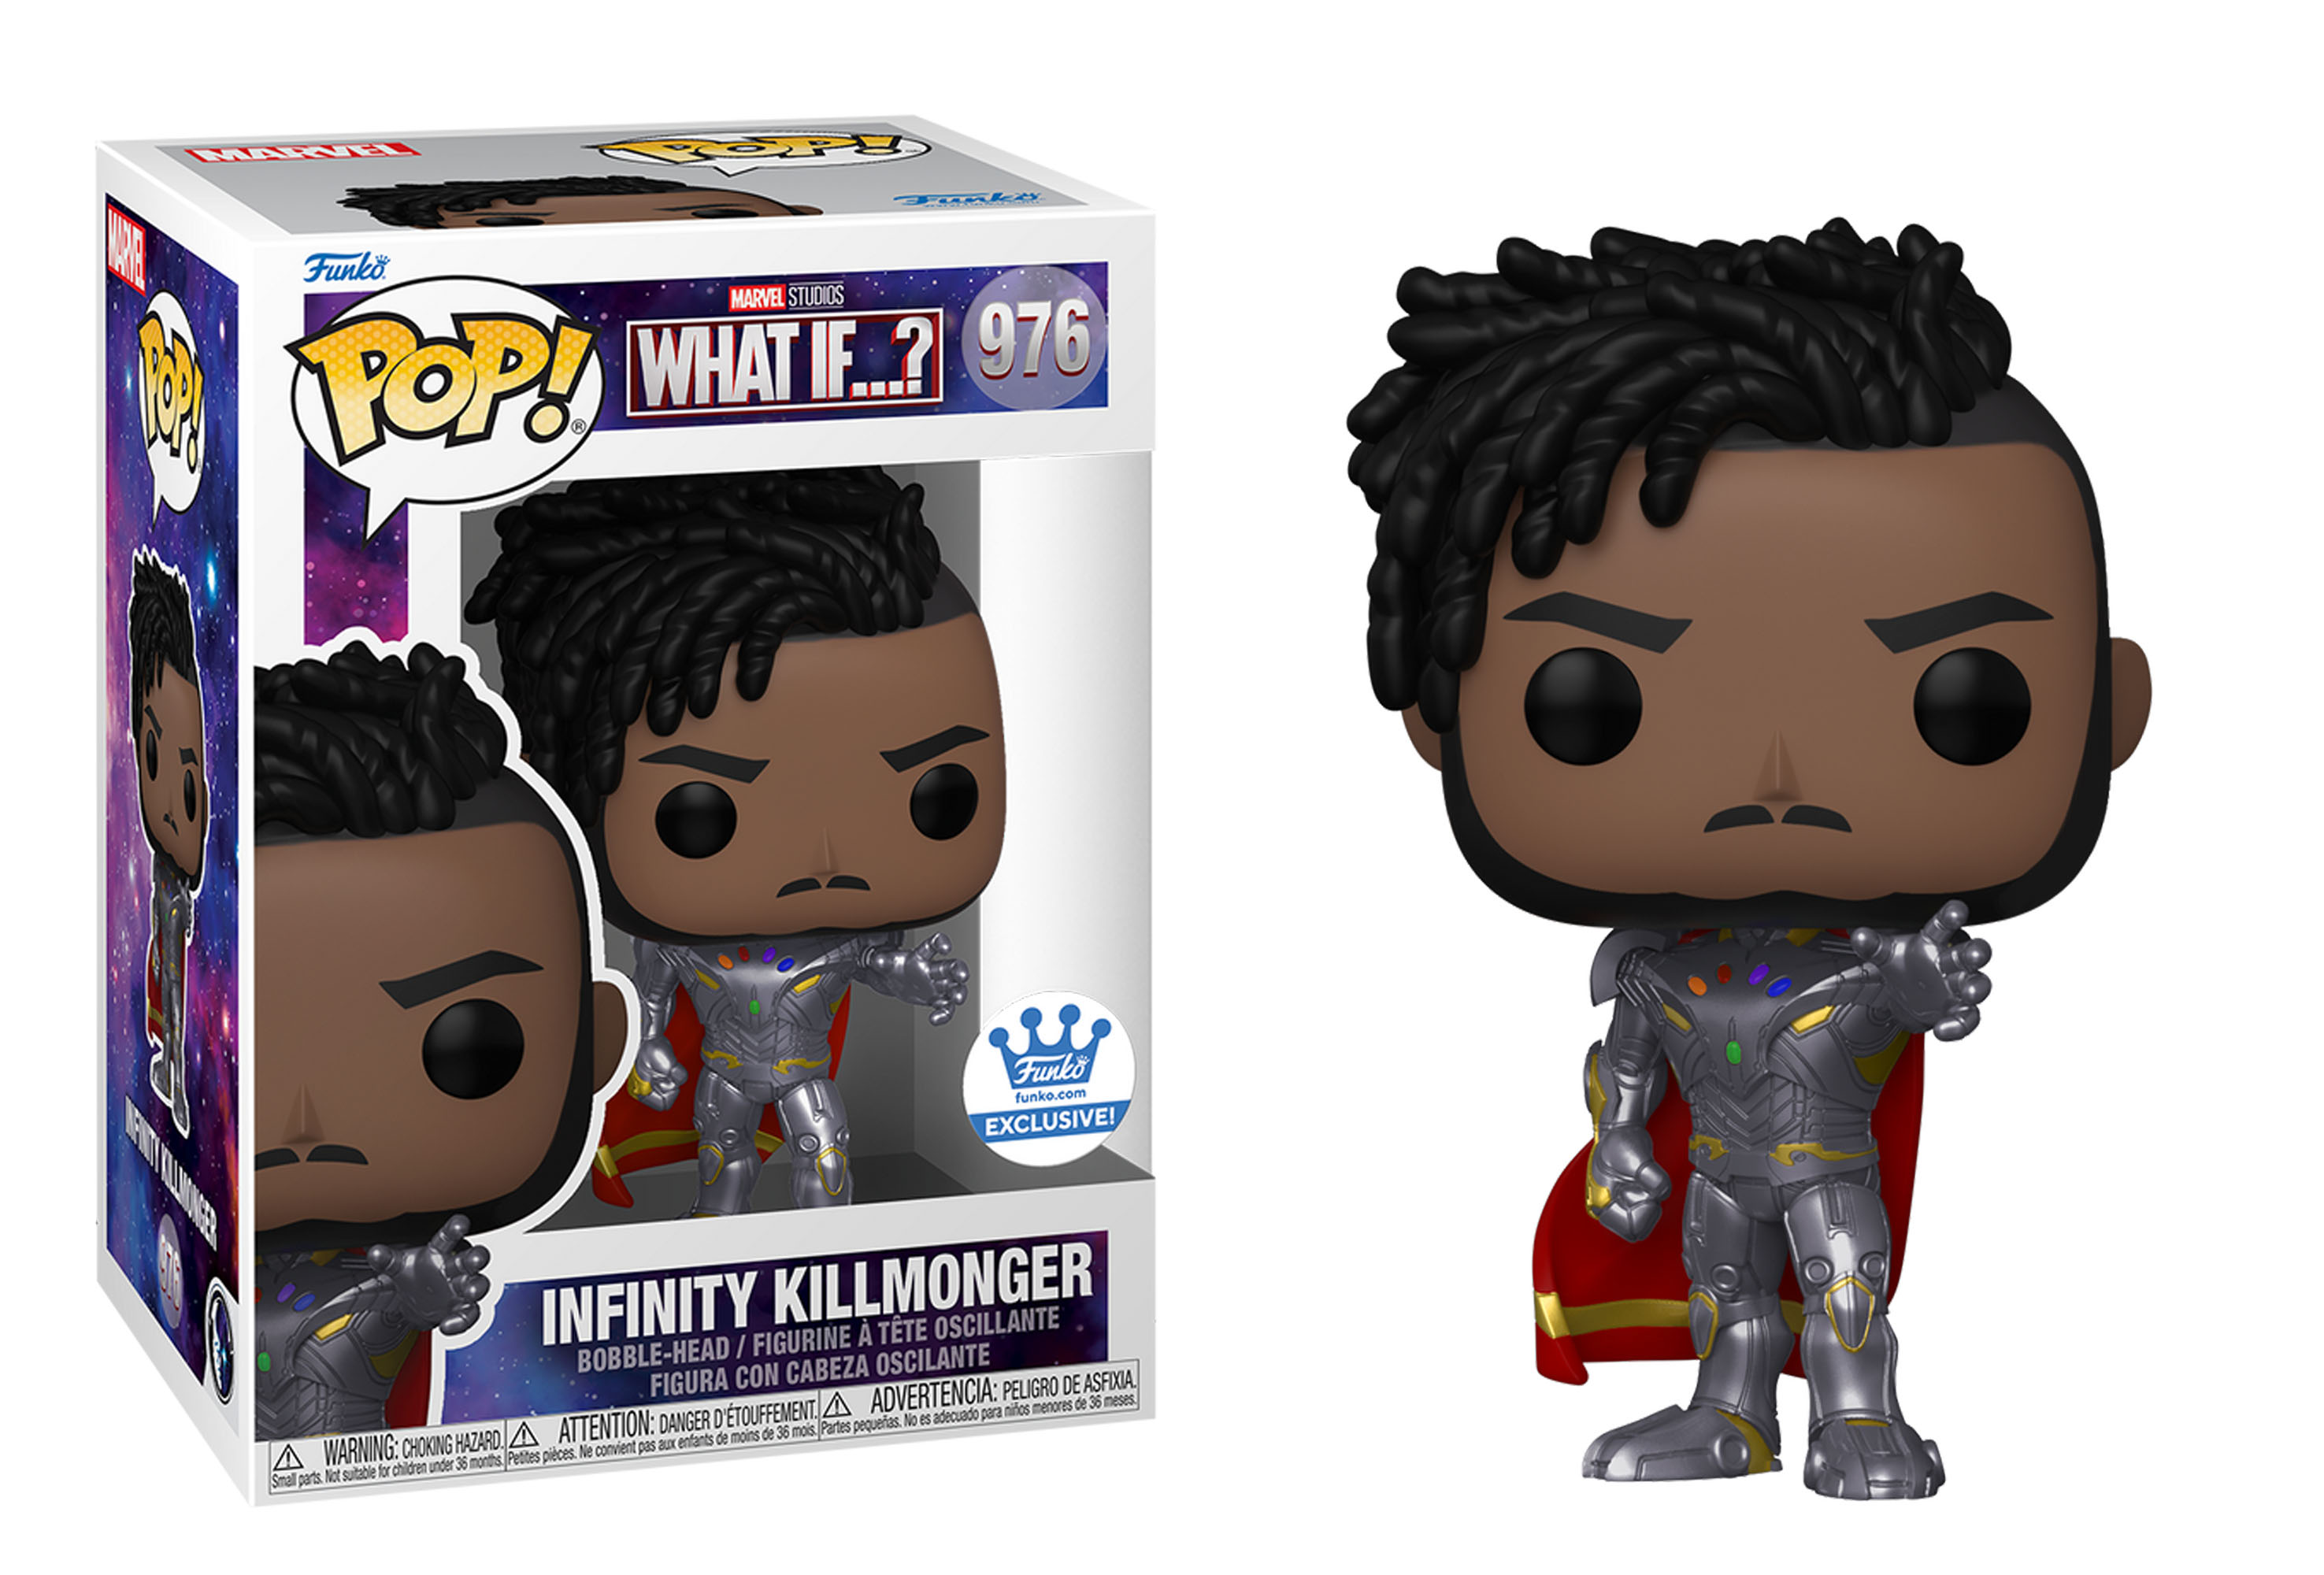 MARVEL
POP!
Funko
MARVEL
POP!
INFINITY KILLMONGER
976
Funko
POP!®
MARVEL STUDIOS
WHAT IF...?
976
Funko
funko.com
EXCLUSIVE!
INFINITY KILLMONGER
BOBBLE-HEAD / FIGURINE À TÊTE OSCILLANTE
FIGURA CON CABEZA OSCILANTE
WARNING: CHOKING HAZARD.
Small parts. Not suitable for children under 36 months.
ATTENTION: DANGER D'ÉTOUFFEMENT.
Petites pièces. Ne convient pas aux enfants de moins de 36 mois.
ADVERTENCIA: PELIGRO DE ASFIXIA.
Partes pequeñas. No es adecuado para niños menores de 36 meses.